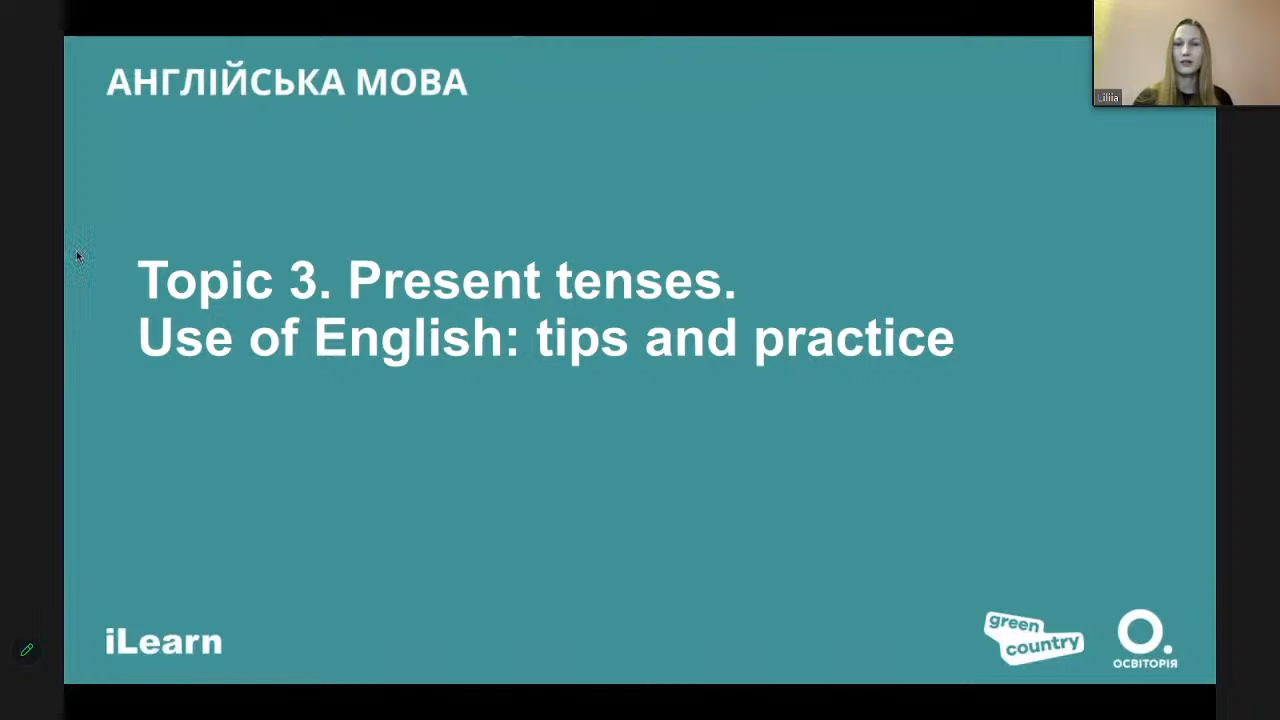 АНГЛІЙСЬКА МОВА
Liliia
Topic 3. Present tenses.
Use of English: tips and practice
iLearn
green
country
ОСВІТОРІЯ